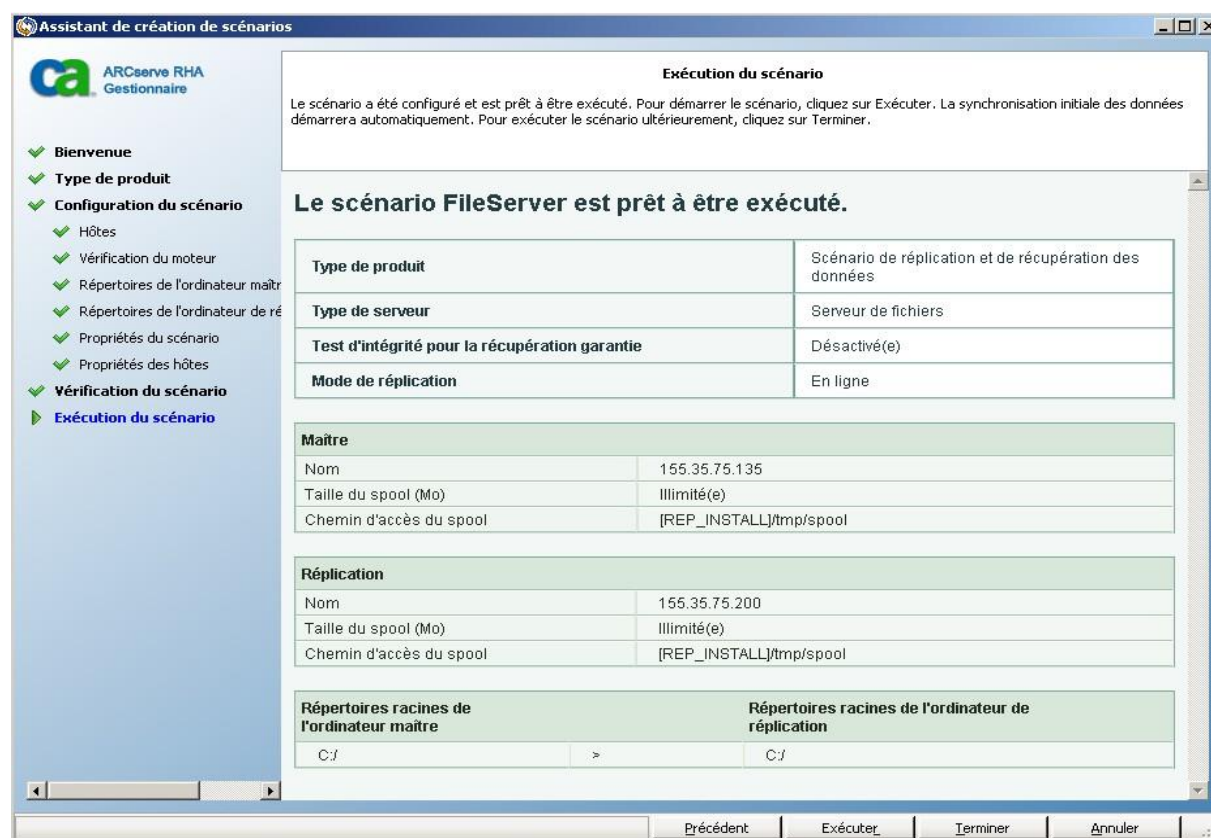 Assistant de création de scénarios
ca
ARCserve RHA
Gestionnaire
Bienvenue
Type de produit
Configuration du scénario
Hôtes
Vérification du moteur
Répertoires de l'ordinateur maîtr
Répertoires de l'ordinateur de ré
Propriétés du scénario
Propriétés des hôtes
Vérification du scénario
Exécution du scénario
Exécution du scénario
Le scénario a été configuré et est prêt à être exécuté. Pour démarrer le scénario, cliquez sur Exécuter. La synchronisation initiale des données
démarrera automatiquement. Pour exécuter le scénario ultérieurement, cliquez sur Terminer.
Le scénario FileServer est prêt à être exécuté.
Type de produit Scénario de réplication et de récupération des
données
Type de serveur Serveur de fichiers
Test d'intégrité pour la récupération garantie Désactivé(e)
Mode de réplication En ligne
Maître
Nom 155.35.75.135
Taille du spool (Mo) Illimité(e)
Chemin d'accès du spool [REP_INSTALL]/tmp/spool
Réplication
Nom 155.35.75.200
Taille du spool (Mo) Illimité(e)
Chemin d'accès du spool [REP_INSTALL]/tmp/spool
Répertoires racines de
l'ordinateur maître
Répertoires racines de l'ordinateur de
réplication
C:/ > C:/
Précédent Exécuter Terminer Annuler